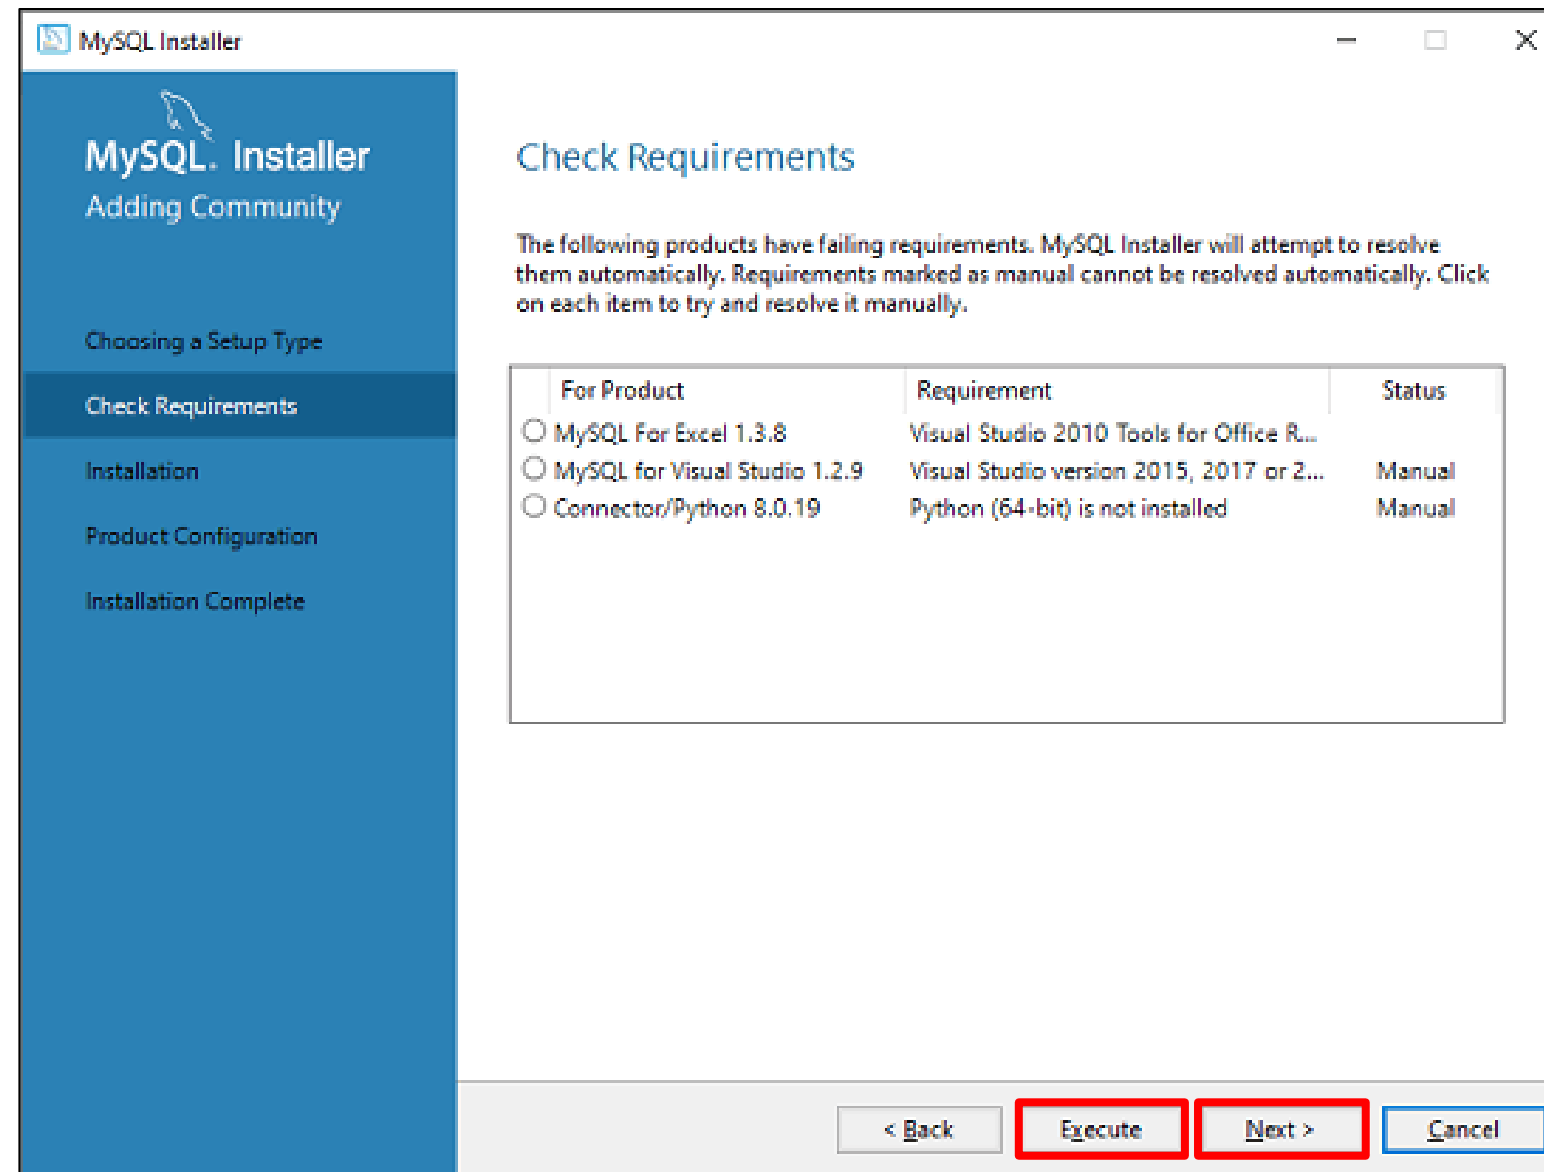 MySQL Installer
MySQL. Installer
Adding Community
Choosing a Setup Type
Check Requirements
Installation
Product Configuration
Installation Complete
Check Requirements
The following products have failing requirements. MySQL Installer will attempt to resolve
them automatically. Requirements marked as manual cannot be resolved automatically. Click
on each item to try and resolve it manually.
For Product Requirement Status
MySQL For Excel 1.3.8 Visual Studio 2010 Tools for Office R...
MySQL for Visual Studio 1.2.9 Visual Studio version 2015, 2017 or 2... Manual
Connector/Python 8.0.19 Python (64-bit) is not installed Manual
< Back Execute Next > Cancel